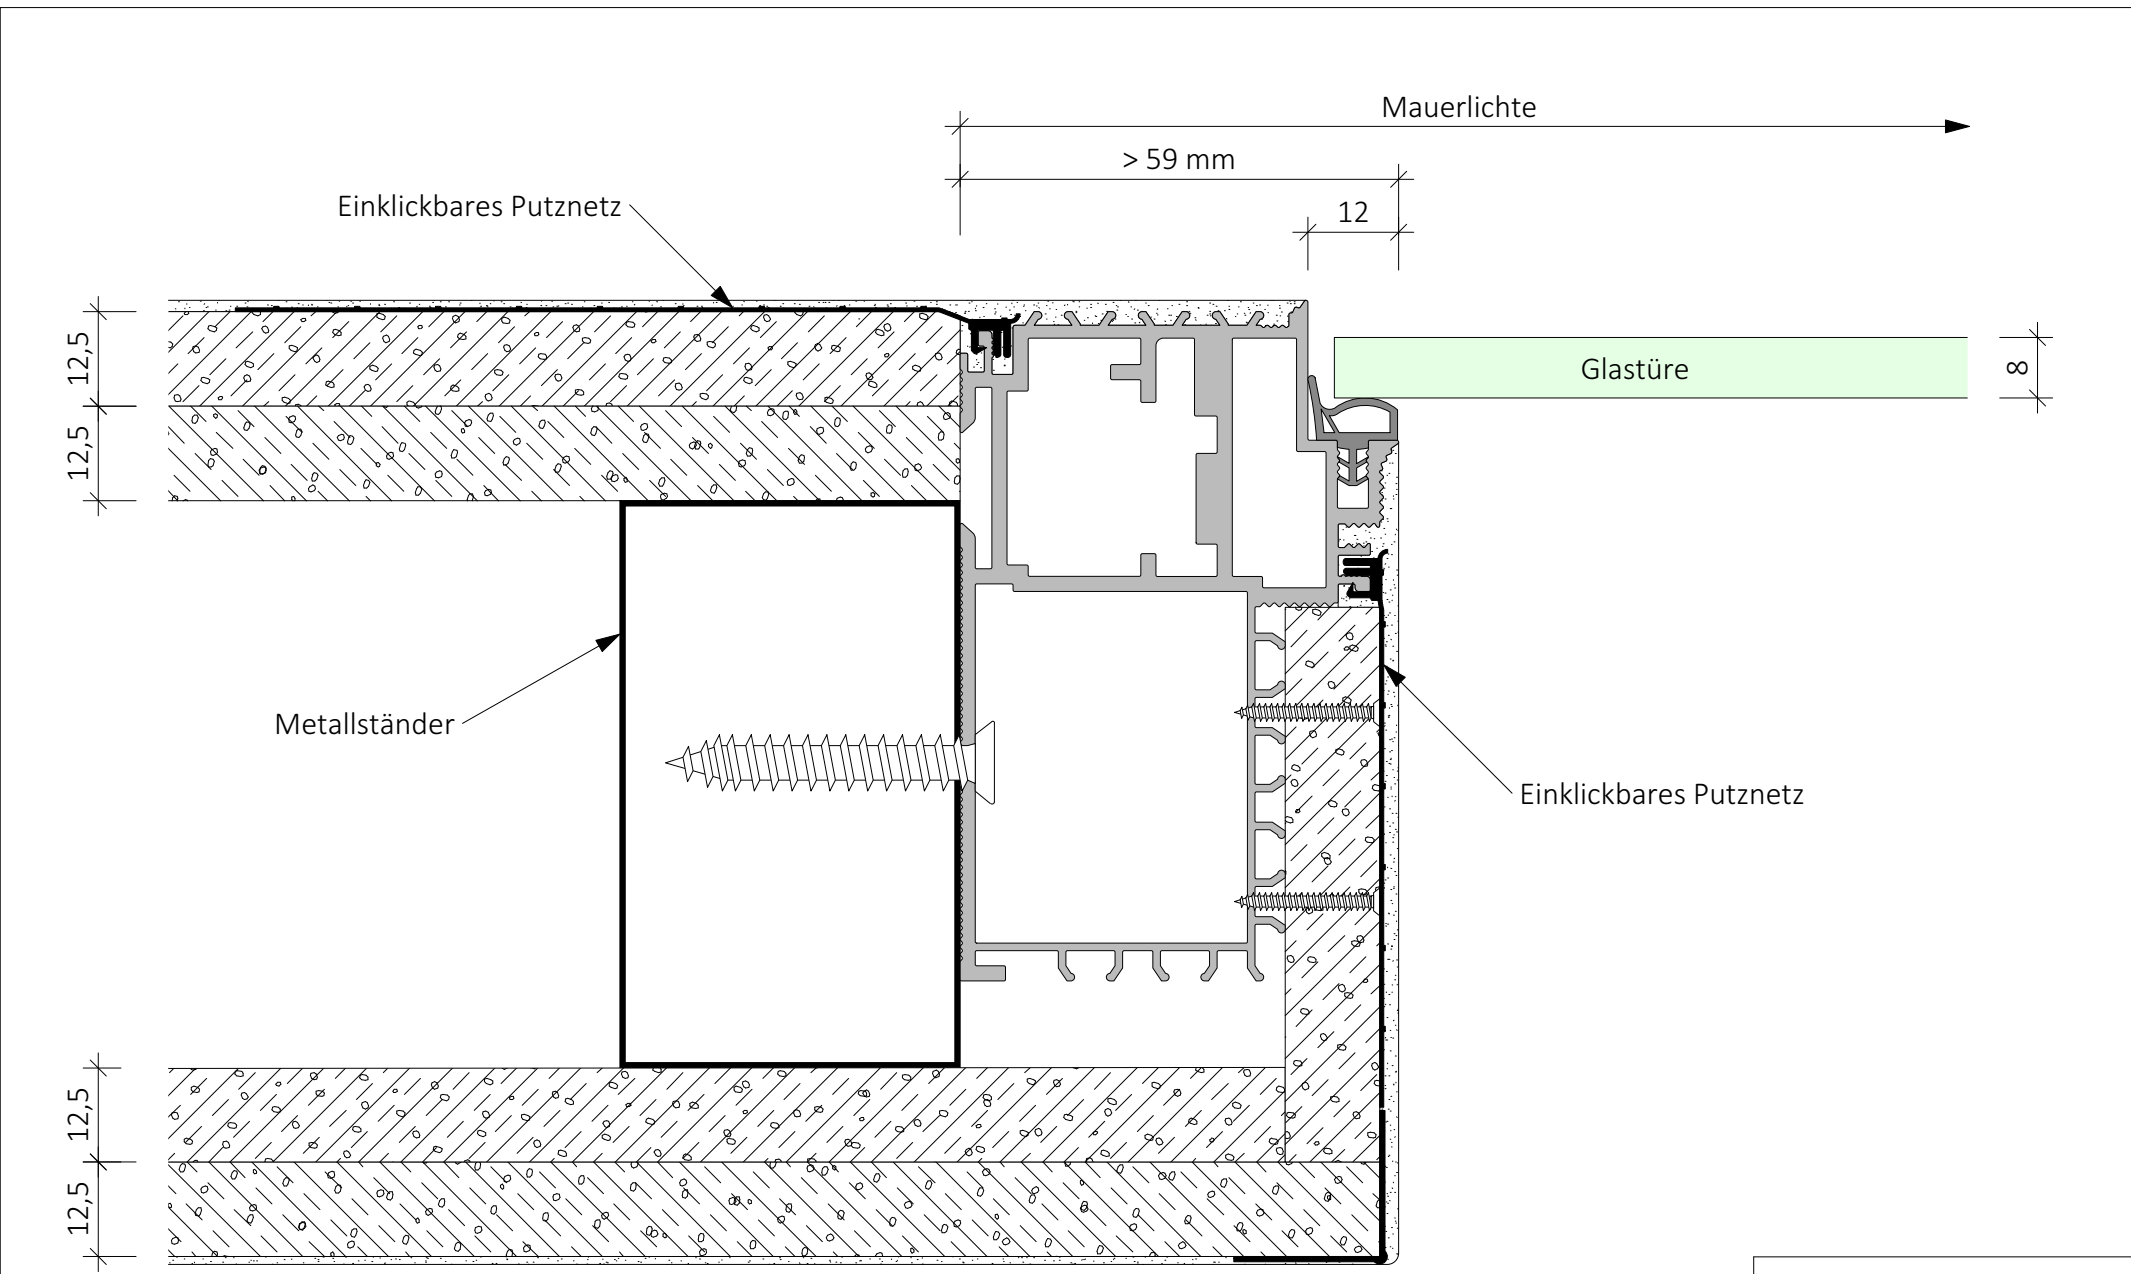 Mauerlichte
> 59 mm
Einklickbares Putznetz
12
12,5
Glastüre
8
12,5
Metallständer
Einklickbares Putznetz
12,5
12,5